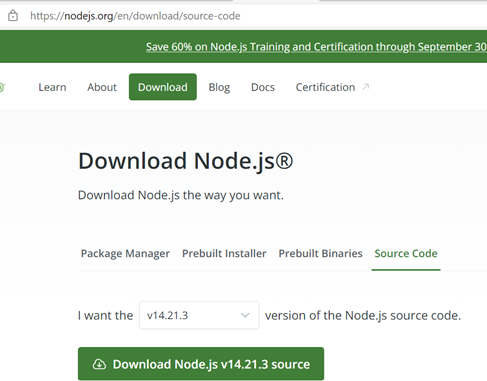 https://nodejs.org/en/download/source-code
Save 60% on Node.js Training and Certification through September 30
Learn About Download Blog Docs Certification ↗
Download Node.js®
Download Node.js the way you want.
Package Manager Prebuilt Installer Prebuilt Binaries Source Code
I want the v14.21.3 version of the Node.js source code.
Download Node.js v14.21.3 source